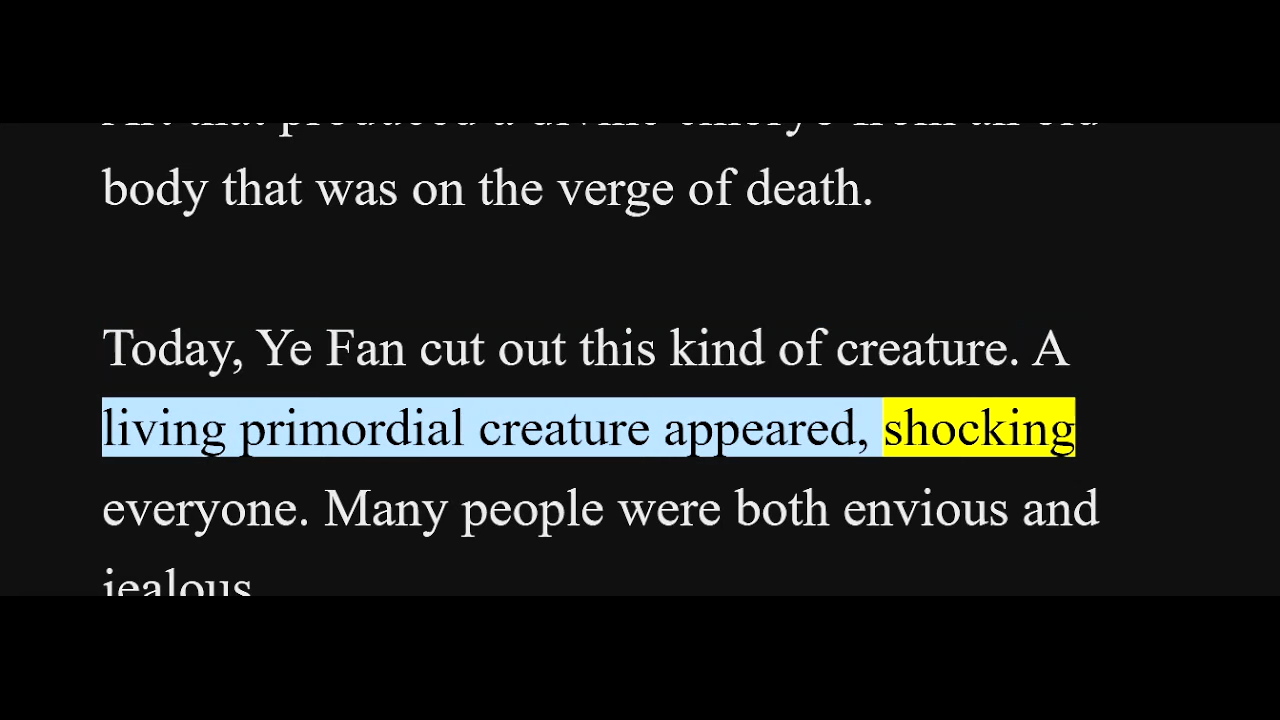 body that was on the verge of death.
Today, Ye Fan cut out this kind of creature. A
living primordial creature appeared, shocking
everyone. Many people were both envious and
jealous